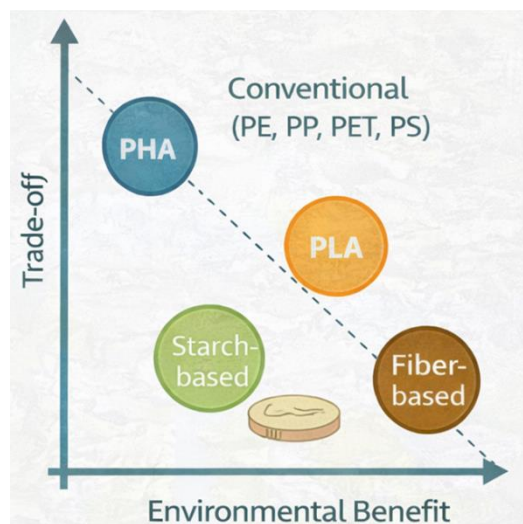 Conventional
(PE, PP, PET, PS)
PHA
Trade-off
PLA
Starch-
based
Fiber-
based
Environmental Benefit